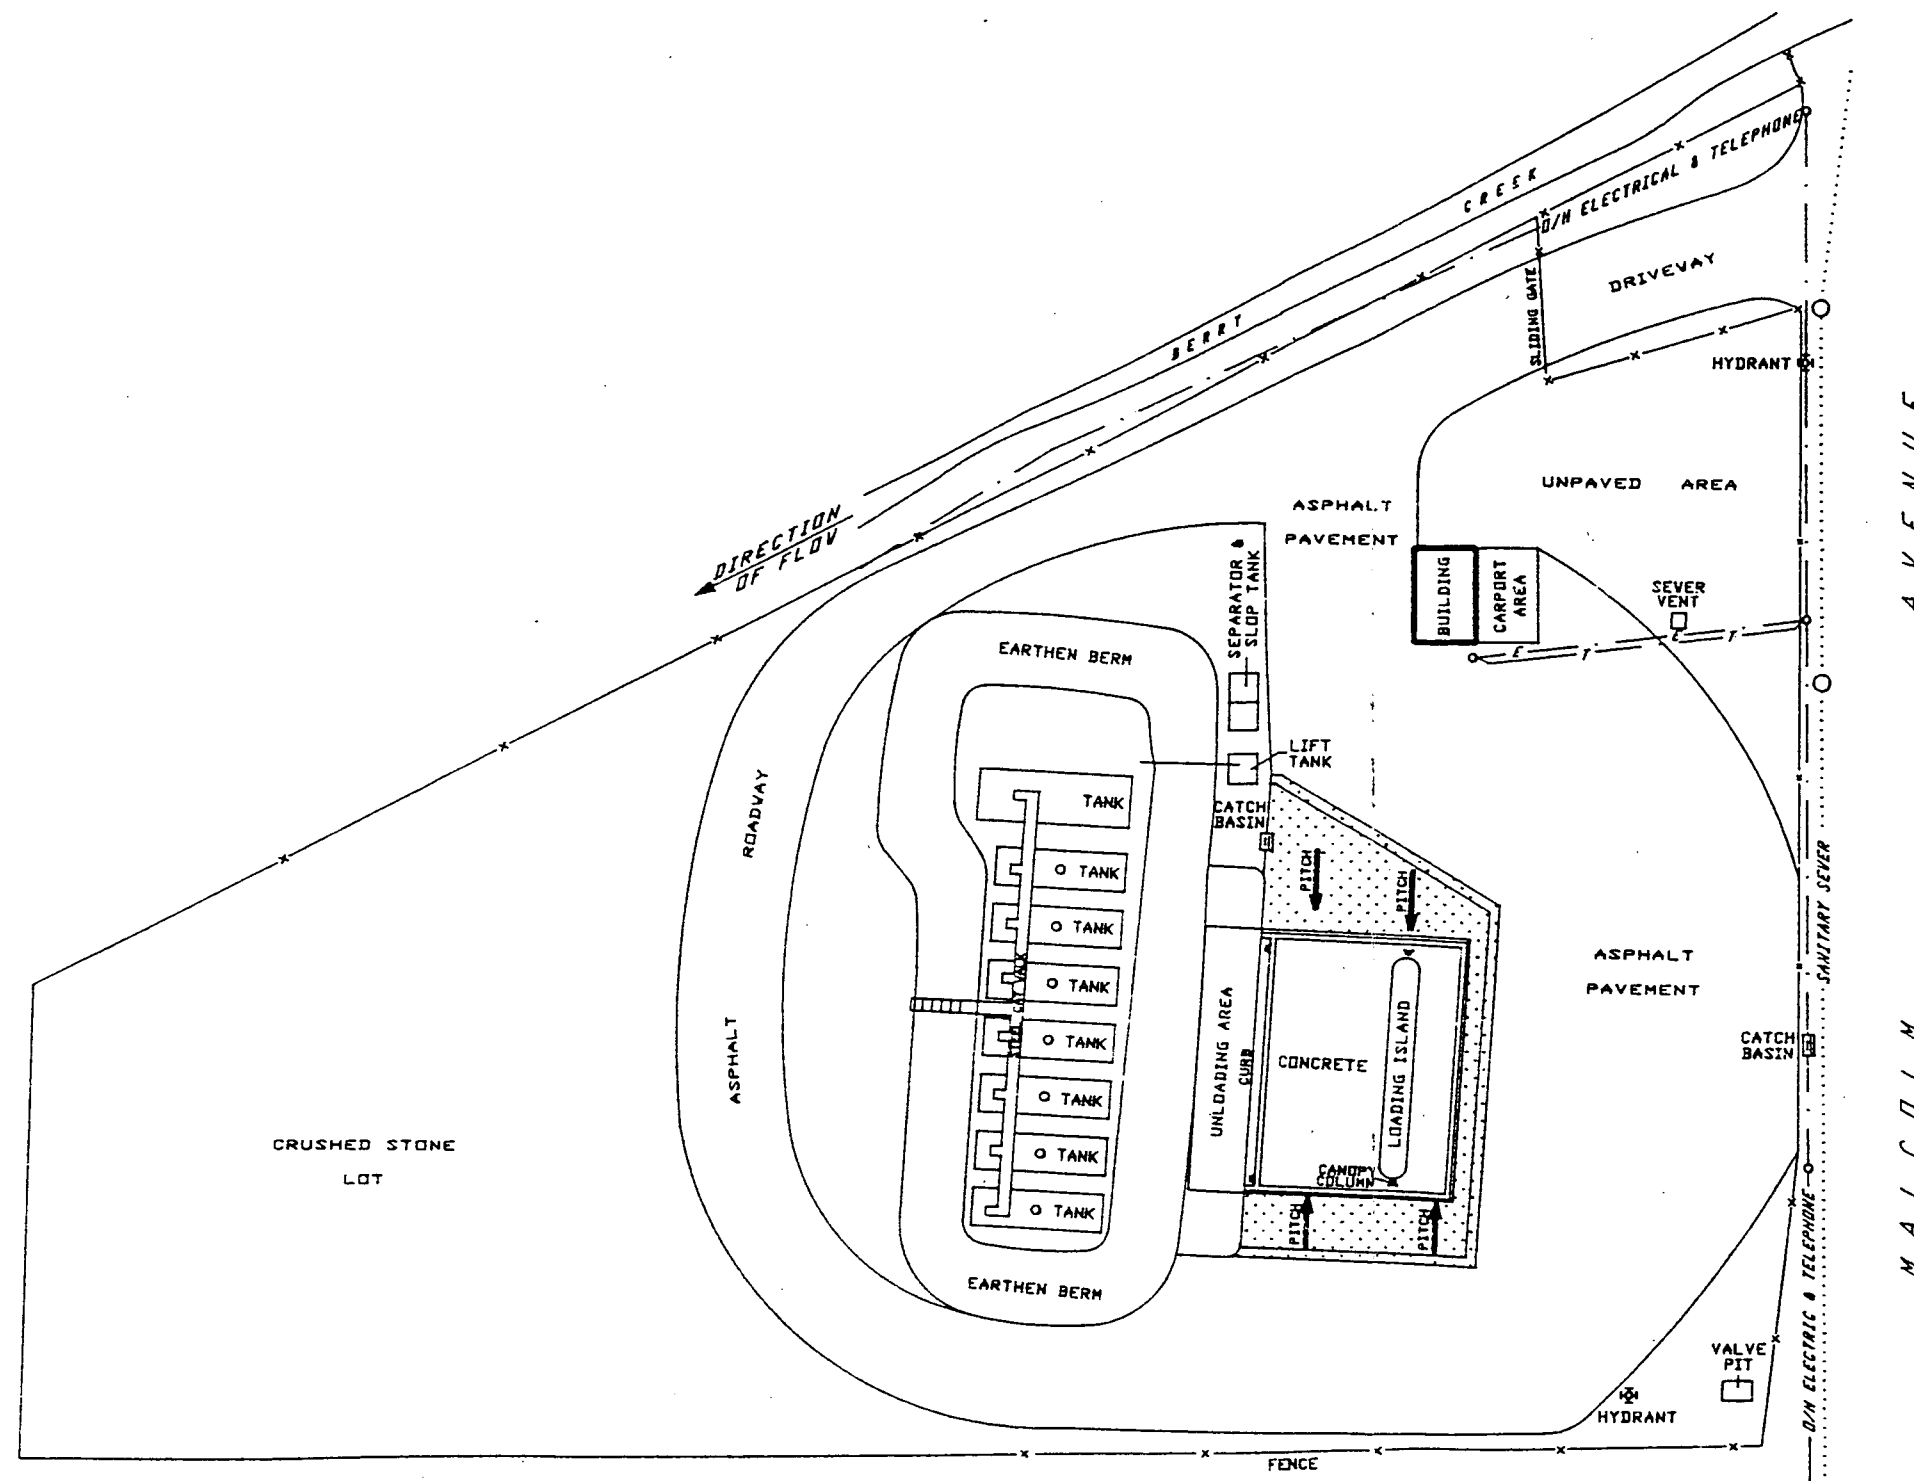 CREEK
O/H ELECTRICAL & TELEPHONE
BERRY
DRIVEWAY
SLIDING GATE
HYDRANT
AVENUE
UNPAVED AREA
ASPHALT
PAVEMENT
DIRECTION
OF FLOW
SEPARATOR &
SLOP TANK
BUILDING
CARPORT
AREA
SEWER
VENT
E
T
E
T
EARTHEN BERM
LIFT
TANK
ROADWAY
TANK
CATCH
BASIN
PITCH
PITCH
TANK
SANITARY SEWER
TANK
ASPHALT
PAVEMENT
TANK
UNLOADING AREA
CURB
CONCRETE
LOADING ISLAND
CATCH
BASIN
MALCOLM
ASPHALT
TANK
TANK
CRUSHED STONE
LOT
TANK
CANOPY
COLUMN
TANK
PITCH
PITCH
O/H ELECTRIC & TELEPHONE
EARTHEN BERM
VALVE
PIT
HYDRANT
FENCE